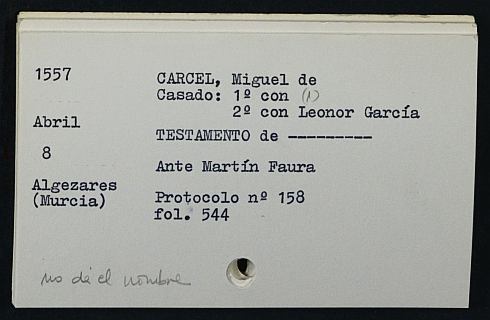 1557
CARCEL, Miguel de
Casado: 1º con (1)
2º con Leonor García
Abril
TESTAMENTO de ---------
8
Ante Martín Faura
Algezares
(Murcia)
Protocolo nº 158
fol. 544
no da el nombre